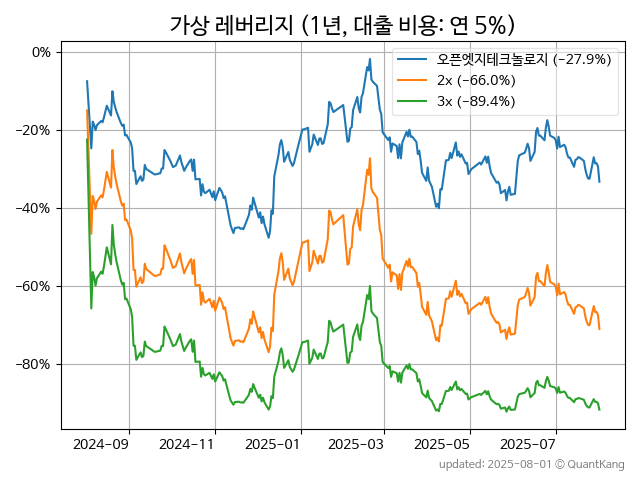 가상 레버리지 (1년, 대출 비용: 연 5%)
오픈엣지테크놀로지 (−27.9%)
2x (−66.0%)
3x (−89.4%)
0%
−20%
−40%
−60%
−80%
2024−09 2024−11 2025−01 2025−03 2025−05 2025−07
updated: 2025-08-01 © QuantKang